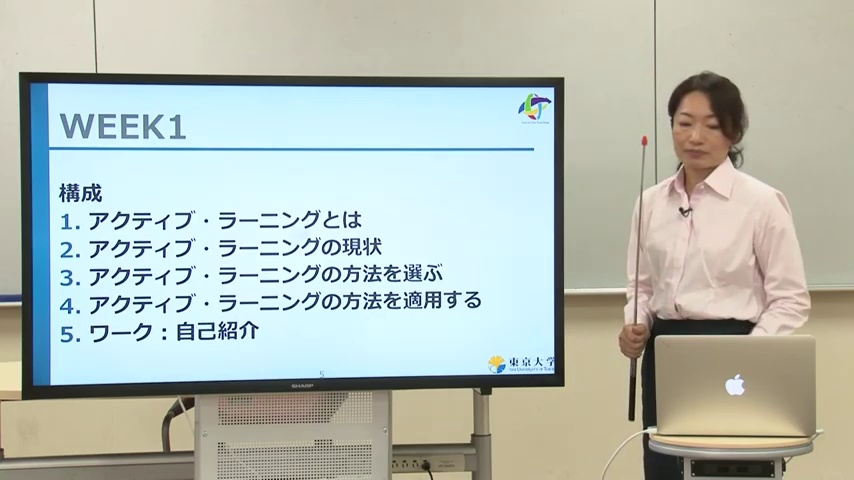 WEEK1
構成
1. アクティブ・ラーニングとは
2. アクティブ・ラーニングの現状
3. アクティブ・ラーニングの方法を選ぶ
4. アクティブ・ラーニングの方法を適用する
5. ワーク：自己紹介
5
東京大学
SHARP